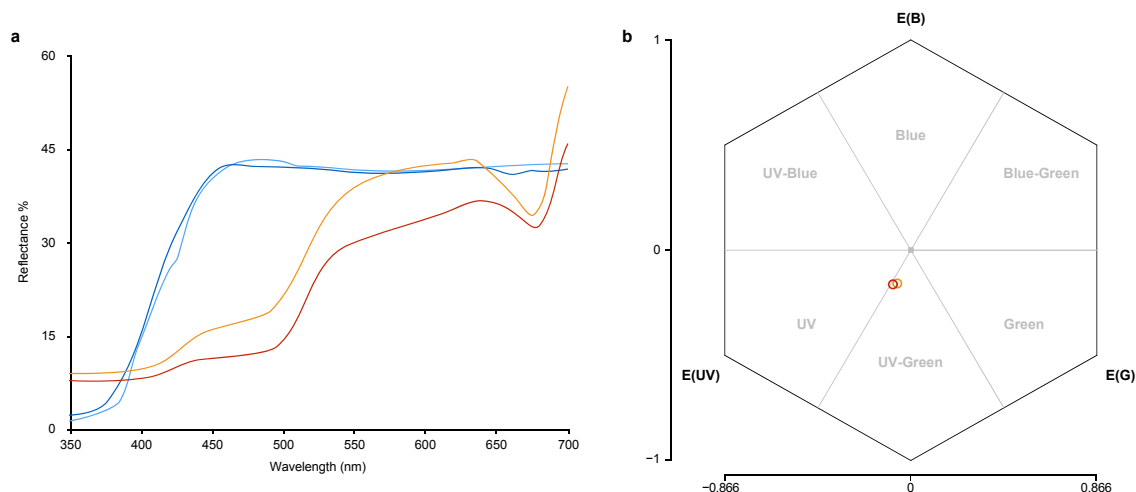 a
60
45
30
15
0
Reflectance %
350
400
450
500
550
600
650
700
Wavelength (nm)
b
E(B)
1
0
−1
Blue
UV-Blue
Blue-Green
UV
Green
UV-Green
E(UV)
E(G)
−0.866
0
0.866